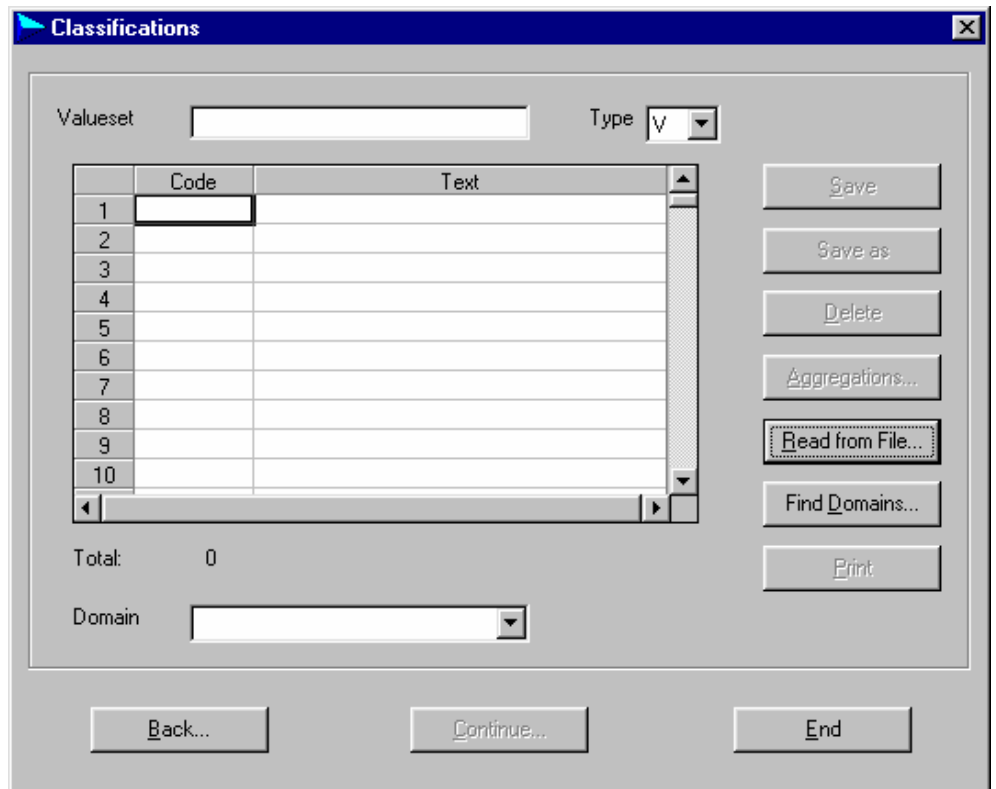 Classifications
Valueset
Type V
Code Text
1
2
3
4
5
6
7
8
9
10
Save
Save as
Delete
Aggregations...
Read from File...
Find Domains...
Print
Total: 0
Domain
Back... Continue... End